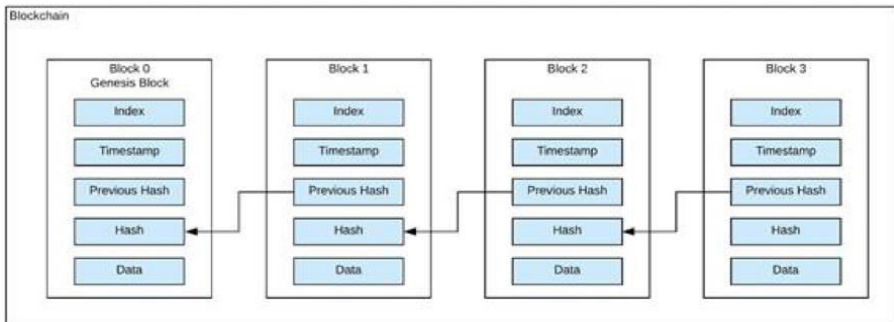 Blockchain
Block 0
Genesis Block
Index
Timestamp
Previous Hash
Hash
Data
Block 1
Index
Timestamp
Previous Hash
Hash
Data
Block 2
Index
Timestamp
Previous Hash
Hash
Data
Block 3
Index
Timestamp
Previous Hash
Hash
Data